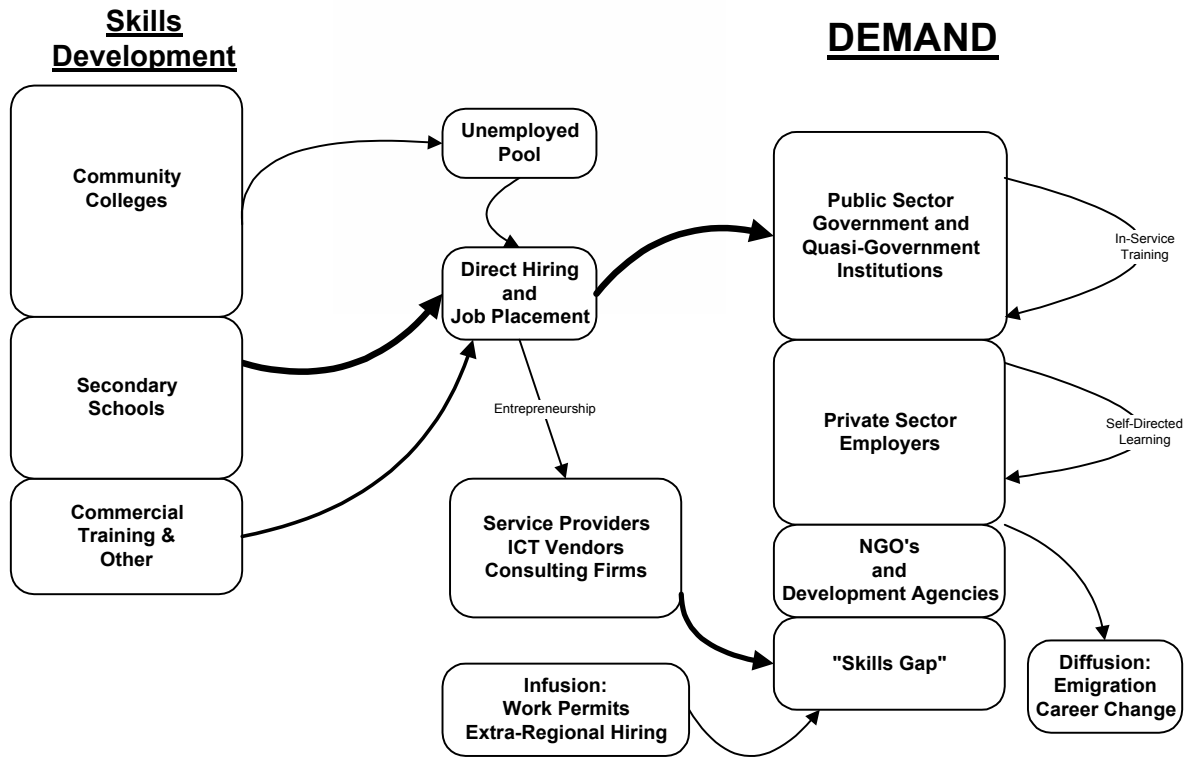 Skills
Development
DEMAND
Community
Colleges
Secondary
Schools
Commercial
Training &
Other
Unemployed
Pool
Direct Hiring
and
Job Placement
Entrepreneurship
Service Providers
ICT Vendors
Consulting Firms
Infusion:
Work Permits
Extra-Regional Hiring
Public Sector
Government and
Quasi-Government
Institutions
In-Service
Training
Private Sector
Employers
Self-Directed
Learning
NGO's
and
Development Agencies
"Skills Gap"
Diffusion:
Emigration
Career Change